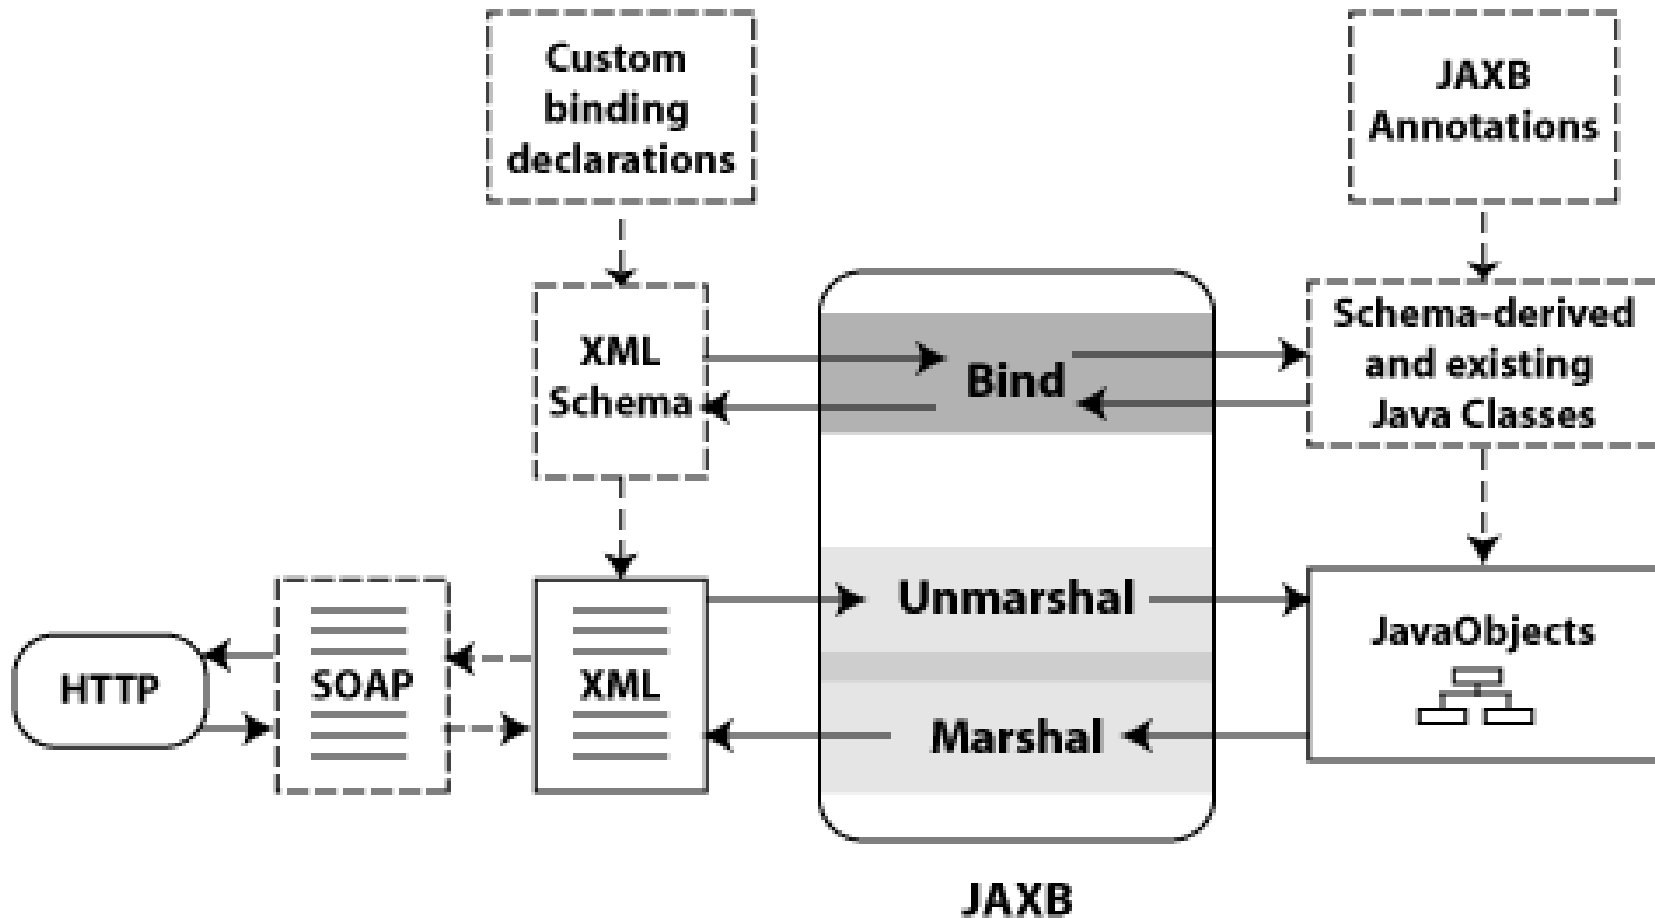 Custom
binding
declarations
JAXB
Annotations
XML
Schema
Bind
Schema-derived
and existing
Java Classes
HTTP
SOAP
XML
Unmarshal
Marshal
JavaObjects
JAXB